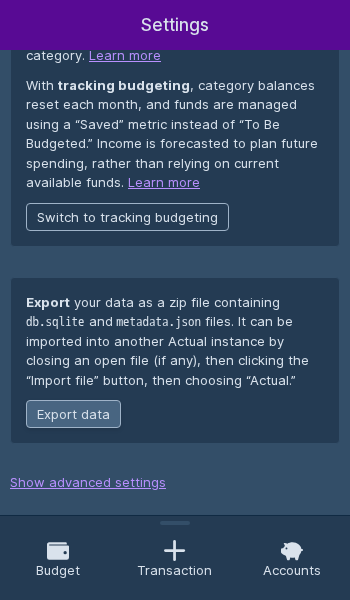 Settings
category. Learn more
With tracking budgeting, category balances
reset each month, and funds are managed
using a “Saved” metric instead of “To Be
Budgeted.” Income is forecasted to plan future
spending, rather than relying on current
available funds. Learn more
Switch to tracking budgeting
Export your data as a zip file containing
db.sqlite and metadata.json files. It can be
imported into another Actual instance by
closing an open file (if any), then clicking the
“Import file” button, then choosing “Actual.”
Export data
Show advanced settings
Budget
Transaction
Accounts